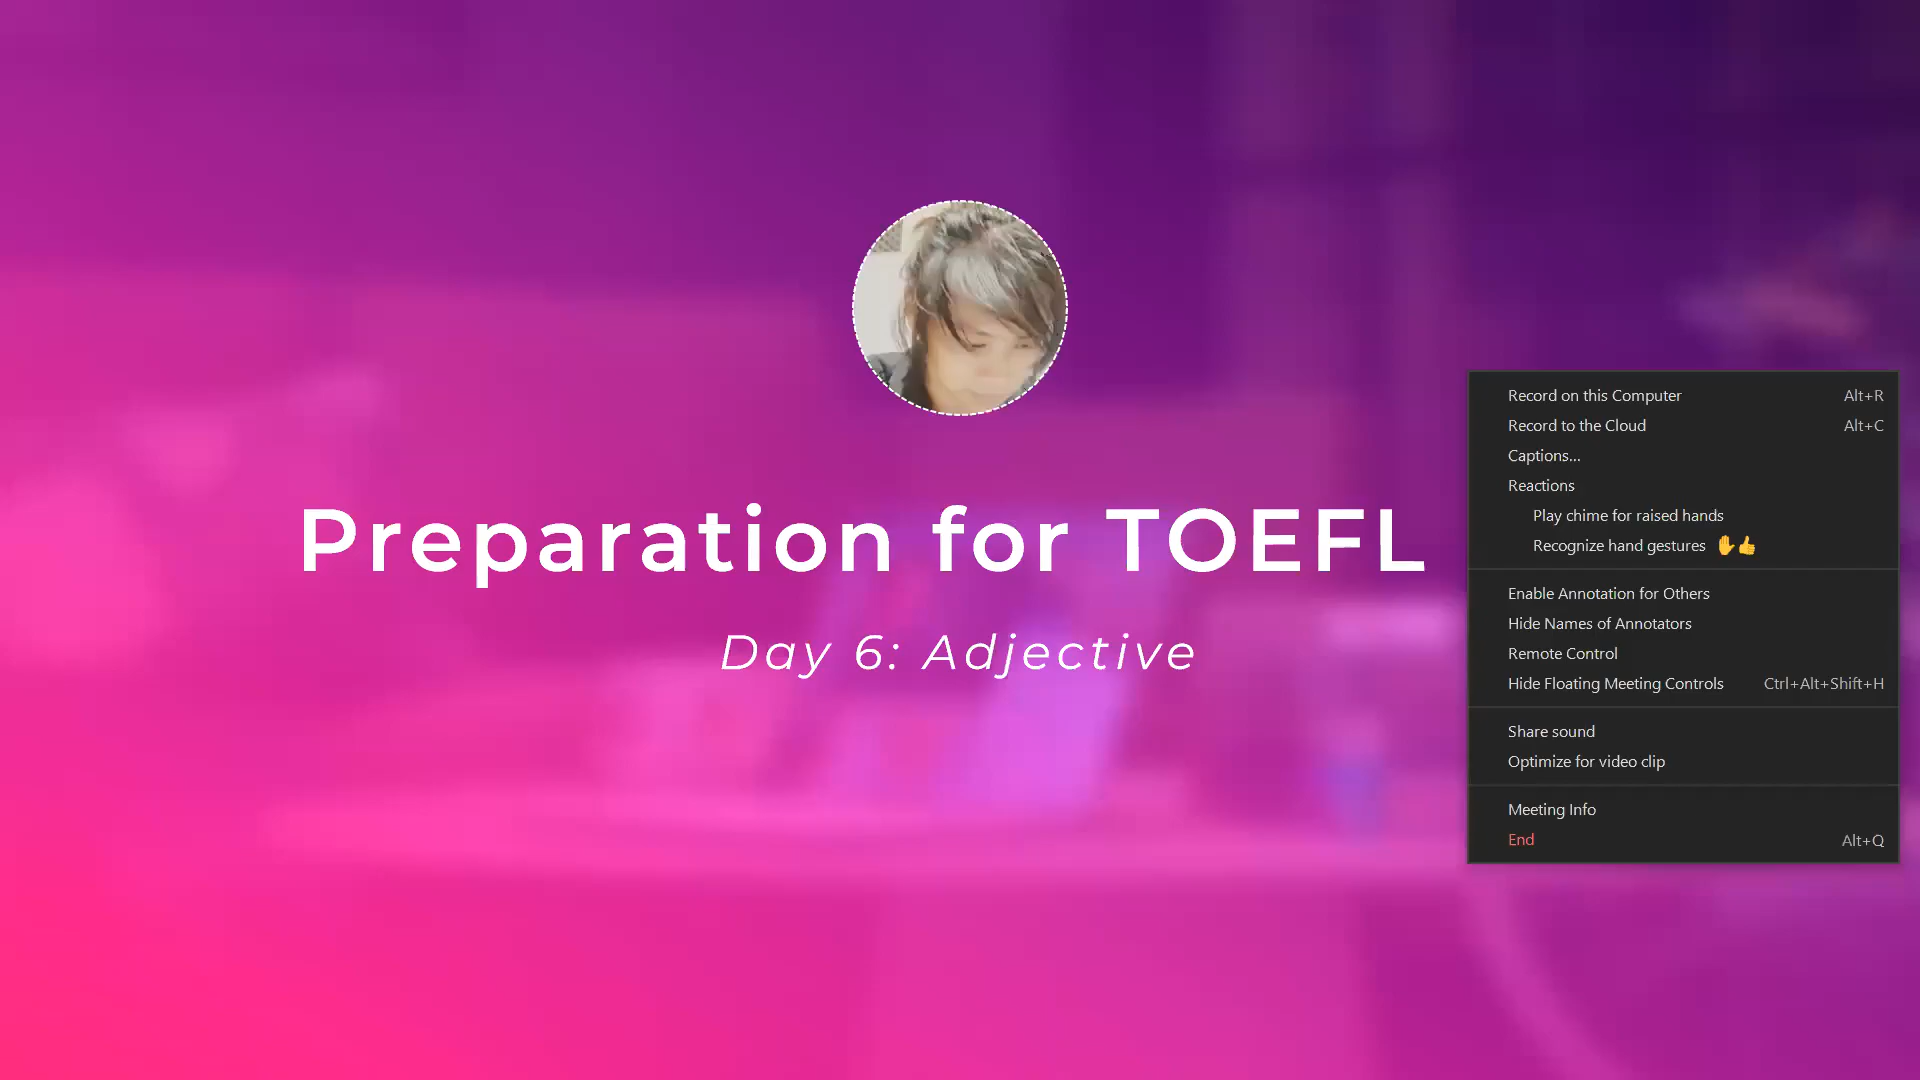 Preparation for TOEFL
Day 6: Adjective
Record on this Computer Alt+R
Record to the Cloud Alt+C
Captions...
Reactions
Play chime for raised hands
Recognize hand gestures ✋👍
Enable Annotation for Others
Hide Names of Annotators
Remote Control
Hide Floating Meeting Controls Ctrl+Alt+Shift+H
Share sound
Optimize for video clip
Meeting Info
End Alt+Q